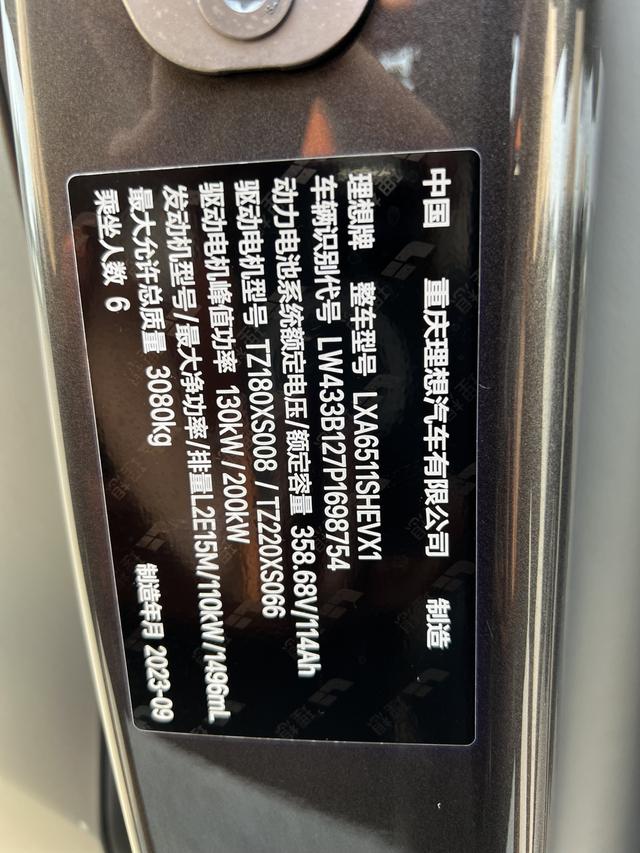 中国 重庆理想汽车有限公司 制造
理想牌 整车型号 LXA6511SHEVX1
车辆识别代号 LW433B127P1698754
动力电池系统额定电压/额定容量 358.68V/114Ah
驱动电机型号 TZ180XS008 / TZ220XS066
驱动电机峰值功率 130kW / 200kW
发动机型号/最大净功率/排量L2E15M/110kW/1496mL
最大允许总质量 3080kg 制造年月 2023-09
乘坐人数 6